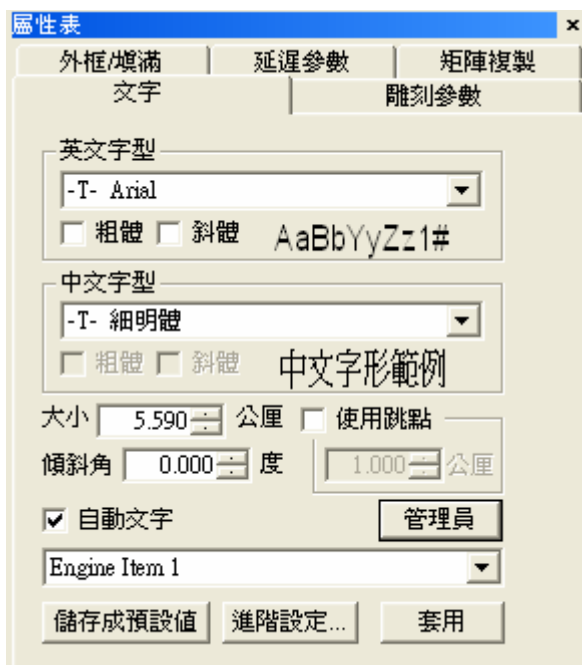 屬性表
外框/填滿 延遲參數 矩陣複製
文字 雕刻參數
英文字型
-T- Arial
粗體 斜體 AaBbYyZz1#
中文字型
-T- 細明體
粗體 斜體 中文字形範例
大小 5.590 公厘 使用跳點
傾斜角 0.000 度 1.000 公厘
自動文字 管理員
Engine Item 1
儲存成預設值 進階設定... 套用